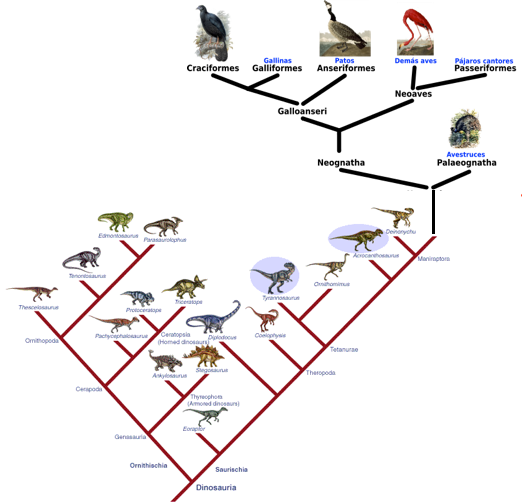 Gallinas
Patos
Demás aves
Pájaros cantores
Craciformes
Galliformes
Anseriformes
Passeriformes
Neoaves
Galloanseri
Avestruces
Neognatha
Palaeognatha
Edmontosaurus
Parasaurolophus
Deinonychu
Acrocanthosaurus
Maniraptora
Tenontosaurus
Tyrannosaur
Ornithomimus
Thescelosaurus
Protoceratops
Triceratops
Pachycephalosaurus
Ceratopsia
(Horned dinosaurs)
Diplodocus
Coelophysis
Ornithopoda
Tetanurae
Ankylosaurus
Stegosaurus
Theropoda
Cerapoda
Thyreophora
(Armored dinosaurs)
Eoraptor
Genasauria
Ornithischia
Saurischia
Dinosauria